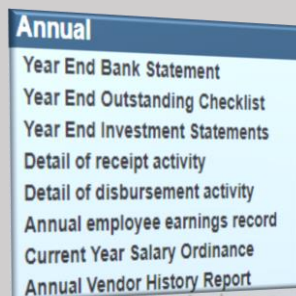 Annual
Year End Bank Statement
Year End Outstanding Checklist
Year End Investment Statements
Detail of receipt activity
Detail of disbursement activity
Annual employee earnings record
Current Year Salary Ordinance
Annual Vendor History Report